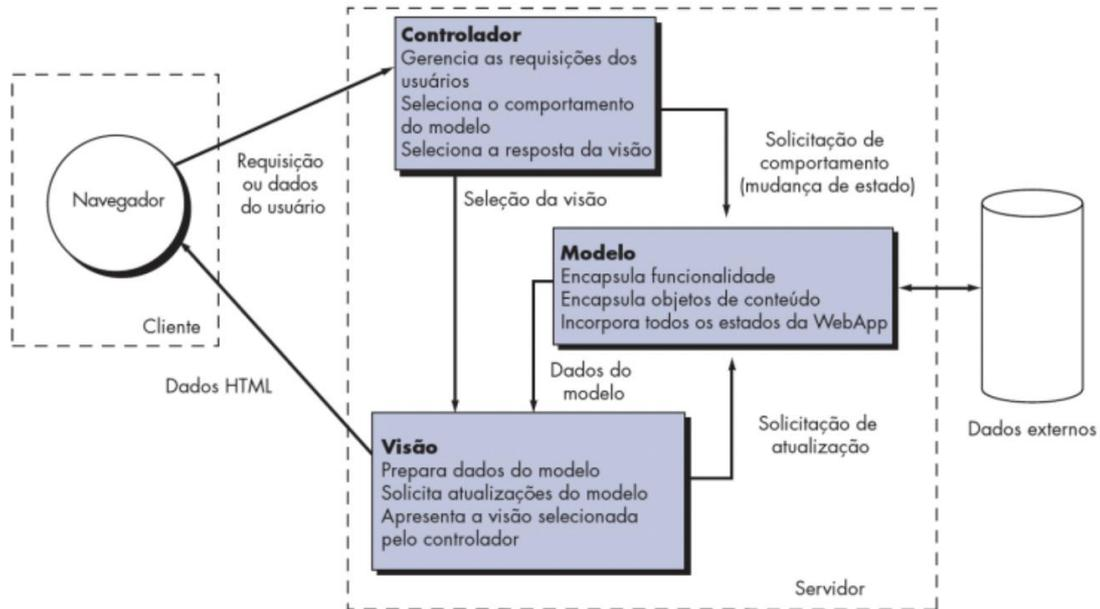 Controlador
Gerencia as requisições dos
usuários
Seleciona o comportamento
do modelo
Seleciona a resposta da visão
Navegador
Requisição
ou dados
do usuário
Cliente
Seleção da visão
Solicitação de
comportamento
(mudança de estado)
Modelo
Encapsula funcionalidade
Encapsula objetos de conteúdo
Incorpora todos os estados da WebApp
Dados HTML
Dados do
modelo
Solicitação de
atualização
Dados externos
Visão
Prepara dados do modelo
Solicita atualizações do modelo
Apresenta a visão selecionada
pelo controlador
Servidor